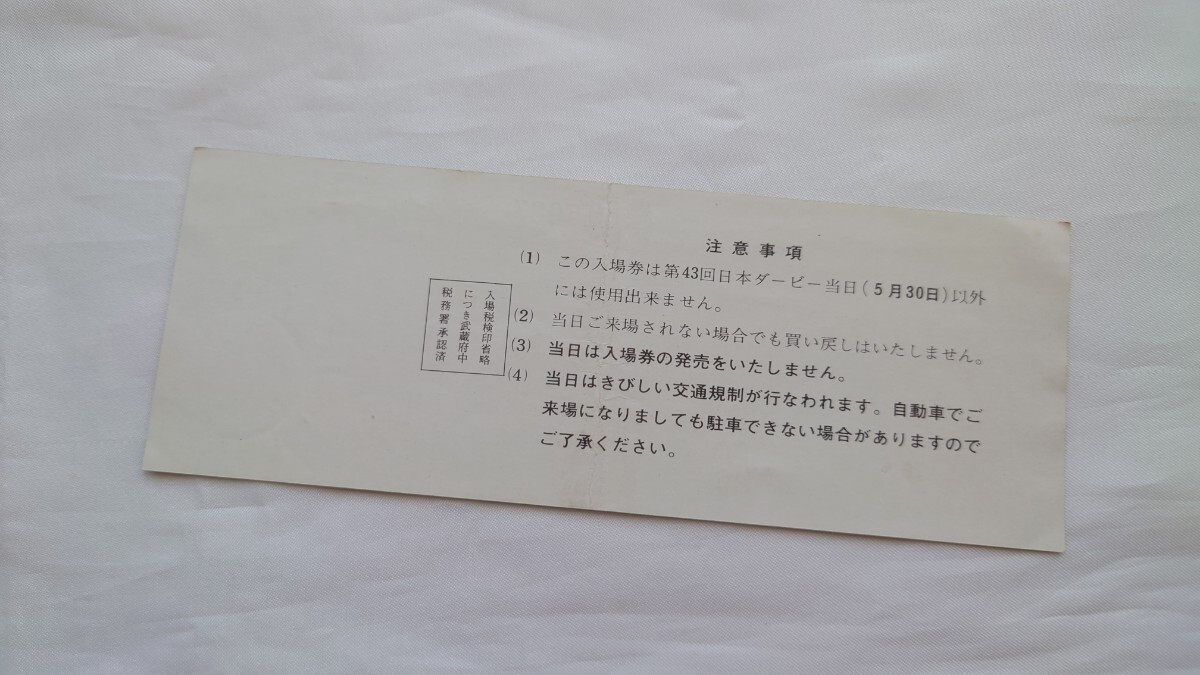 注意事項
(1) この入場券は第43回日本ダービー当日(5月30日)以外
には使用出来ません。
(2) 当日ご来場されない場合でも買い戻しはいたしません。
(3) 当日は入場券の発売をいたしません。
(4) 当日はきびしい交通規制が行なわれます。自動車でご
来場になりましても駐車できない場合がありますので
ご了承ください。
入場税検印省略
につき武蔵府中
税務署承認済